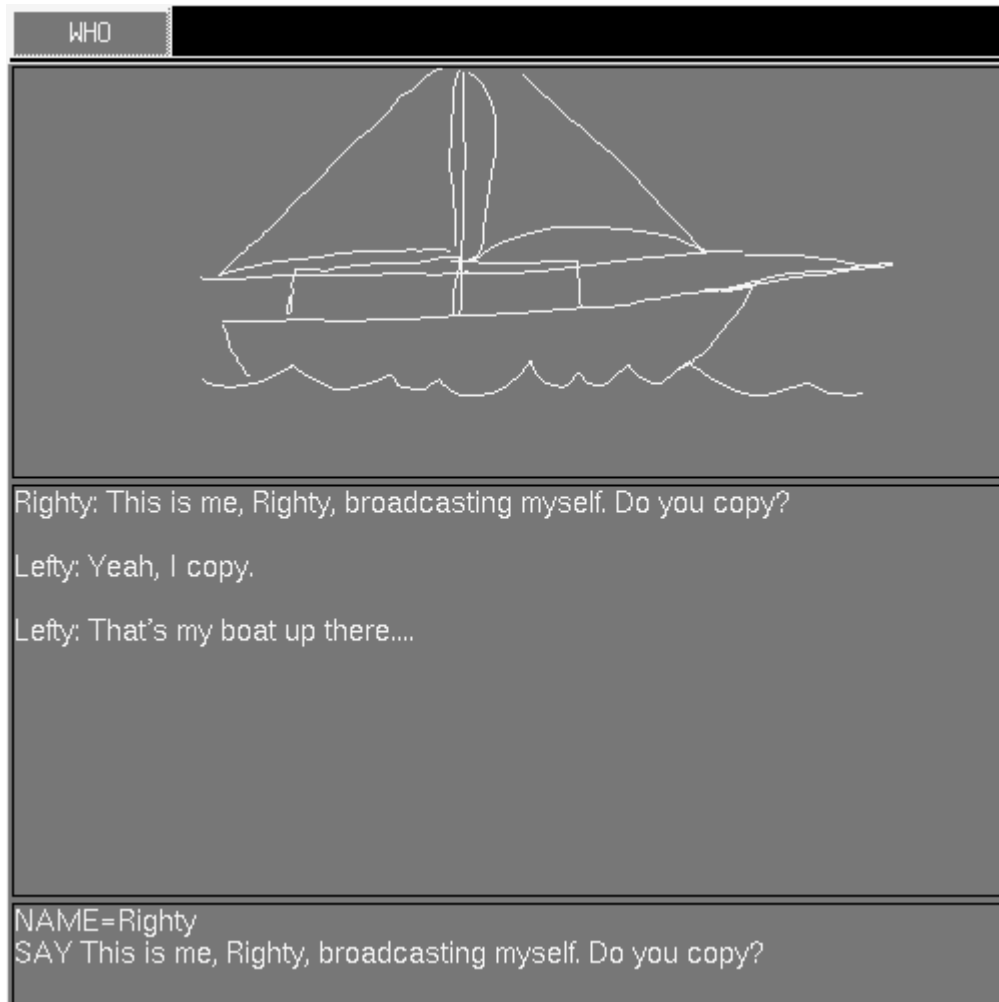 WHO
Righty: This is me, Righty, broadcasting myself. Do you copy?
Lefty: Yeah, I copy.
Lefty: That's my boat up there....
NAME=Righty
SAY This is me, Righty, broadcasting myself. Do you copy?